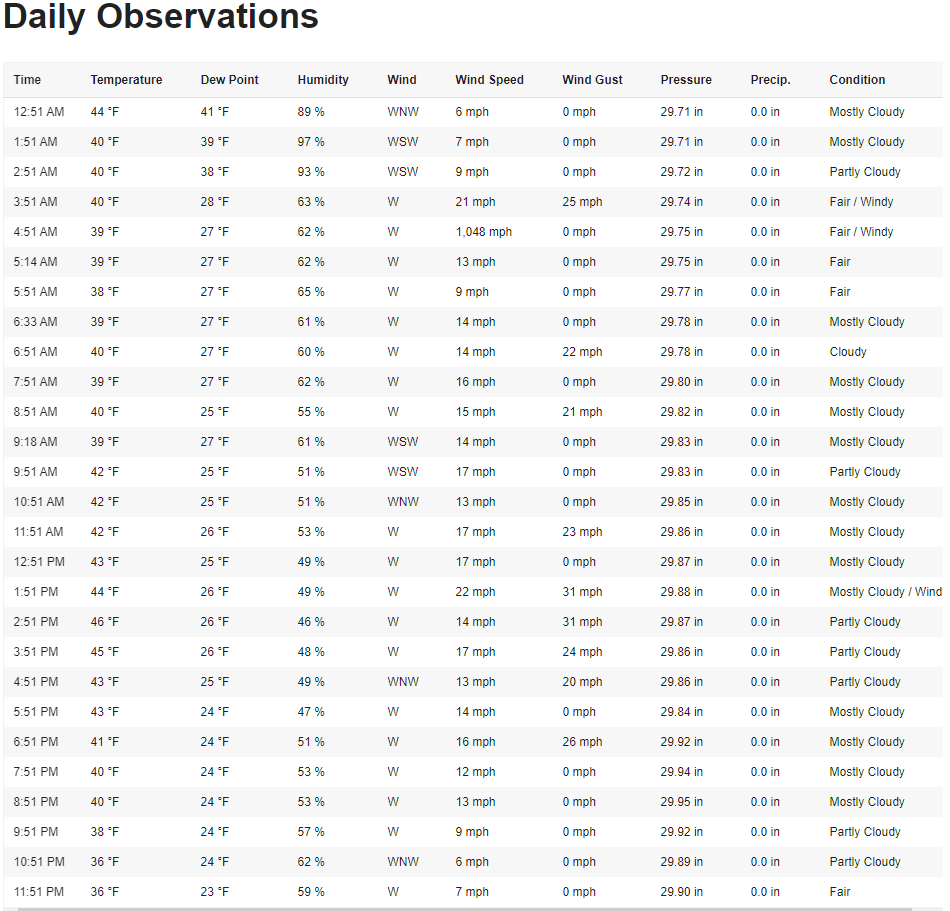 Daily Observations
Time Temperature Dew Point Humidity Wind Wind Speed Wind Gust Pressure Precip. Condition
12:51 AM 44 °F 41 °F 89 % WNW 6 mph 0 mph 29.71 in 0.0 in Mostly Cloudy
1:51 AM 40 °F 39 °F 97 % WSW 7 mph 0 mph 29.71 in 0.0 in Mostly Cloudy
2:51 AM 40 °F 38 °F 93 % WSW 9 mph 0 mph 29.72 in 0.0 in Partly Cloudy
3:51 AM 40 °F 28 °F 63 % W 21 mph 25 mph 29.74 in 0.0 in Fair / Windy
4:51 AM 39 °F 27 °F 62 % W 1,048 mph 0 mph 29.75 in 0.0 in Fair / Windy
5:14 AM 39 °F 27 °F 62 % W 13 mph 0 mph 29.75 in 0.0 in Fair
5:51 AM 38 °F 27 °F 65 % W 9 mph 0 mph 29.77 in 0.0 in Fair
6:33 AM 39 °F 27 °F 61 % W 14 mph 0 mph 29.78 in 0.0 in Mostly Cloudy
6:51 AM 40 °F 27 °F 60 % W 14 mph 22 mph 29.78 in 0.0 in Cloudy
7:51 AM 39 °F 27 °F 62 % W 16 mph 0 mph 29.80 in 0.0 in Mostly Cloudy
8:51 AM 40 °F 25 °F 55 % W 15 mph 21 mph 29.82 in 0.0 in Mostly Cloudy
9:18 AM 39 °F 27 °F 61 % WSW 14 mph 0 mph 29.83 in 0.0 in Mostly Cloudy
9:51 AM 42 °F 25 °F 51 % WSW 17 mph 0 mph 29.83 in 0.0 in Partly Cloudy
10:51 AM 42 °F 25 °F 51 % WNW 13 mph 0 mph 29.85 in 0.0 in Mostly Cloudy
11:51 AM 42 °F 26 °F 53 % W 17 mph 23 mph 29.86 in 0.0 in Mostly Cloudy
12:51 PM 43 °F 25 °F 49 % W 17 mph 0 mph 29.87 in 0.0 in Mostly Cloudy
1:51 PM 44 °F 26 °F 49 % W 22 mph 31 mph 29.88 in 0.0 in Mostly Cloudy / Wind
2:51 PM 46 °F 26 °F 46 % W 14 mph 31 mph 29.87 in 0.0 in Partly Cloudy
3:51 PM 45 °F 26 °F 48 % W 17 mph 24 mph 29.86 in 0.0 in Partly Cloudy
4:51 PM 43 °F 25 °F 49 % WNW 13 mph 20 mph 29.86 in 0.0 in Partly Cloudy
5:51 PM 43 °F 24 °F 47 % W 14 mph 0 mph 29.84 in 0.0 in Mostly Cloudy
6:51 PM 41 °F 24 °F 51 % W 16 mph 26 mph 29.92 in 0.0 in Mostly Cloudy
7:51 PM 40 °F 24 °F 53 % W 12 mph 0 mph 29.94 in 0.0 in Mostly Cloudy
8:51 PM 40 °F 24 °F 53 % W 13 mph 0 mph 29.95 in 0.0 in Mostly Cloudy
9:51 PM 38 °F 24 °F 57 % W 9 mph 0 mph 29.92 in 0.0 in Partly Cloudy
10:51 PM 36 °F 24 °F 62 % WNW 6 mph 0 mph 29.89 in 0.0 in Partly Cloudy
11:51 PM 36 °F 23 °F 59 % W 7 mph 0 mph 29.90 in 0.0 in Fair